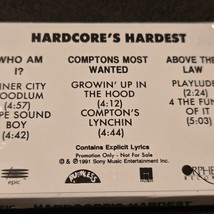 HARDCORE'S HARDEST
WHO AM
I?
INNER CITY
HOODLUM
(4:57)
DOPE SOUND
BOY
(4:42)
COMPTONS MOST
WANTED
GROWIN' UP IN
THE HOOD
(4:12)
COMPTON'S
LYNCHIN
(4:44)
ABOVE THE
LAW
PLAYLUDE
(2:24)
4 THE FUNK
OF IT
(5:03)
Contains Explicit Lyrics
Promotion Only - Not For Sale
℗ & © 1991 Sony Music Entertainment Inc.
epic
RUTHLESS
ORPHEUS